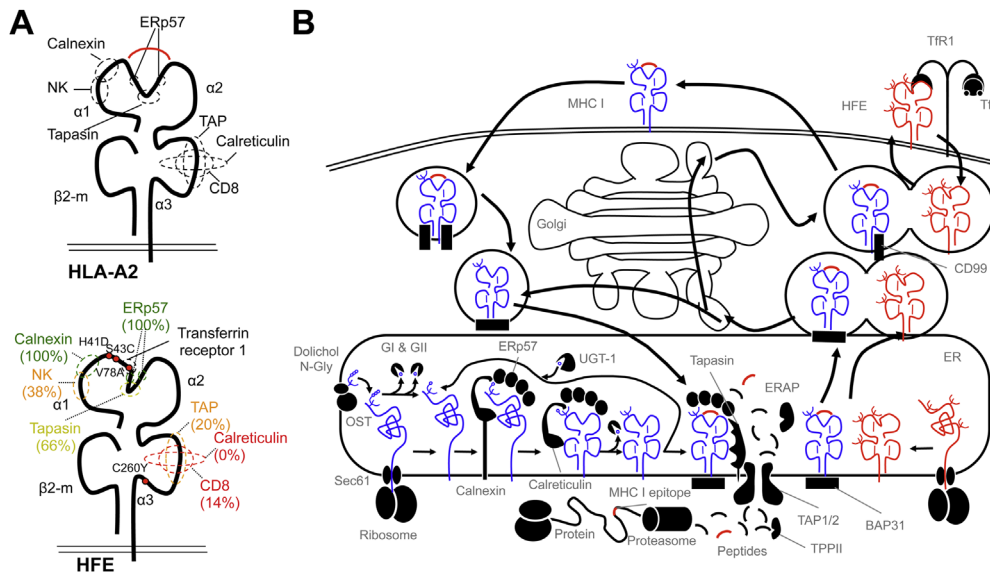 A
ERp57
Calnexin
NK
α1
α2
Tapasin
TAP
Calreticulin
CD8
β2-m
α3
HLA-A2
ERp57
(100%)
Calnexin
(100%)
H41D
S43C
V78A
Transferrin
receptor 1
NK
(38%)
α1
α2
Tapasin
(66%)
TAP
(20%)
Calreticulin
(0%)
C260Y
CD8
(14%)
β2-m
α3
HFE
B
MHC I
TfR1
HFE
Tf
Golgi
CD99
Dolichol
N-Gly
GI & GII
ERp57
UGT-1
Tapasin
ERAP
ER
OST
Sec61
Calnexin
Calreticulin
MHC I epitope
Ribosome
Protein
Proteasome
Peptides
TAP1/2
TPPII
BAP31